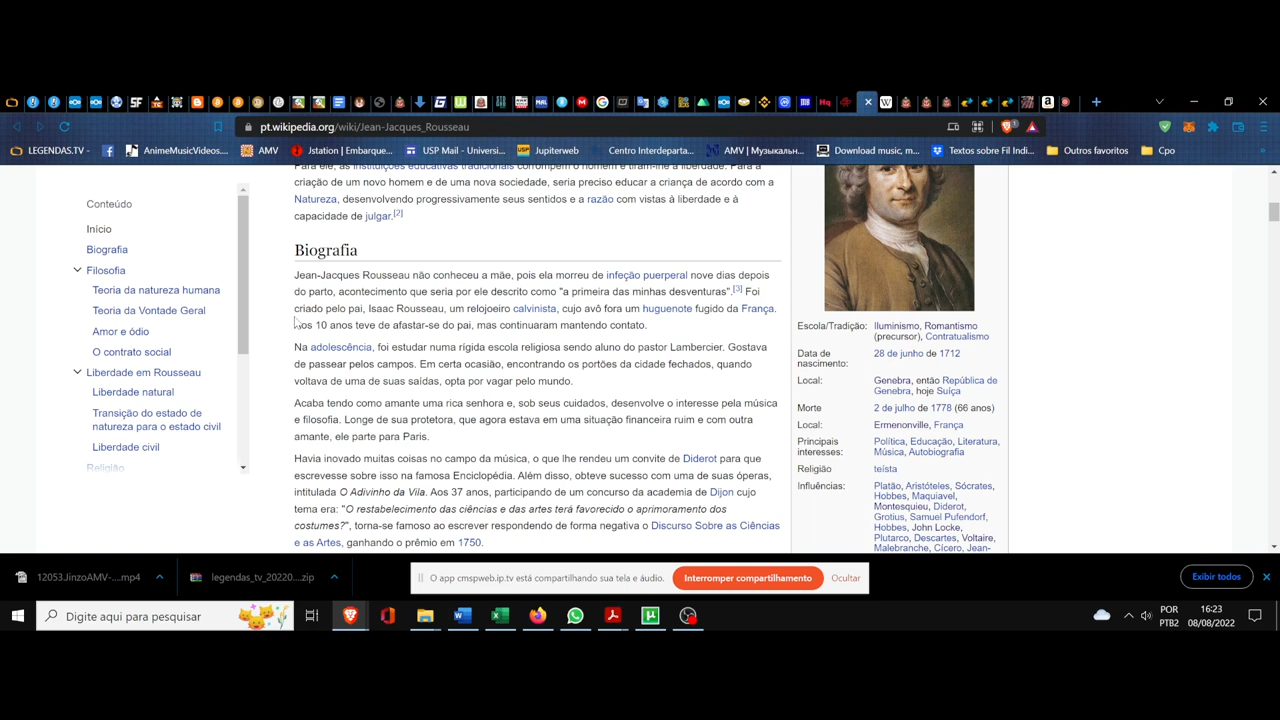 pt.wikipedia.org/wiki/Jean-Jacques_Rousseau
LEGENDAS.TV
AnimeMusicVideos...
AMV
Jstation | Embarque...
USP Mail - Universi...
Jupiterweb
Centro Interdeparta...
AMV | Музыкальн...
Download music, m...
Textos sobre Fil Indi...
Outros favoritos
Cpo
Conteúdo
Início
Biografia
Filosofia
Teoria da natureza humana
Teoria da Vontade Geral
Amor e ódio
O contrato social
Liberdade em Rousseau
Liberdade natural
Transição do estado de
natureza para o estado civil
Liberdade civil
Religião
Para ele, as instituições educativas tradicionais corrompem o homem e tiram-lhe a liberdade. Para a
criação de um novo homem e de uma nova sociedade, seria preciso educar a criança de acordo com a
Natureza, desenvolvendo progressivamente seus sentidos e a razão com vistas à liberdade e à
capacidade de julgar.[2]
Biografia
Jean-Jacques Rousseau não conheceu a mãe, pois ela morreu de infeção puerperal nove dias depois
do parto, acontecimento que seria por ele descrito como "a primeira das minhas desventuras".[3] Foi
criado pelo pai, Isaac Rousseau, um relojoeiro calvinista, cujo avô fora um huguenote fugido da França.
Aos 10 anos teve de afastar-se do pai, mas continuaram mantendo contato.
Na adolescência, foi estudar numa rígida escola religiosa sendo aluno do pastor Lambercier. Gostava
de passear pelos campos. Em certa ocasião, encontrando os portões da cidade fechados, quando
voltava de uma de suas saídas, opta por vagar pelo mundo.
Acaba tendo como amante uma rica senhora e, sob seus cuidados, desenvolve o interesse pela música
e filosofia. Longe de sua protetora, que agora estava em uma situação financeira ruim e com outra
amante, ele parte para Paris.
Havia inovado muitas coisas no campo da música, o que lhe rendeu um convite de Diderot para que
escrevesse sobre isso na famosa Enciclopédia. Além disso, obteve sucesso com uma de suas óperas,
intitulada O Adivinho da Vila. Aos 37 anos, participando de um concurso da academia de Dijon cujo
tema era: "O restabelecimento das ciências e das artes terá favorecido o aprimoramento dos
costumes?", torna-se famoso ao escrever respondendo de forma negativa o Discurso Sobre as Ciências
e as Artes, ganhando o prêmio em 1750.
Escola/Tradição: Iluminismo, Romantismo
(precursor), Contratualismo
Data de nascimento: 28 de junho de 1712
Local: Genebra, então República de
Genebra, hoje Suíça
Morte 2 de julho de 1778 (66 anos)
Local: Ermenonville, França
Principais interesses: Política, Educação, Literatura,
Música, Autobiografia
Religião teísta
Influências: Platão, Aristóteles, Sócrates,
Hobbes, Maquiavel,
Montesquieu, Diderot,
Grotius, Samuel Pufendorf,
Hobbes, John Locke,
Plutarco, Descartes, Voltaire,
Malebranche, Cícero, Jean-
12053.JinzoAMV-....mp4
legendas_tv_20220....zip
O app cmspweb.ip.tv está compartilhando sua tela e áudio.
Interromper compartilhamento
Ocultar
Exibir todos
Digite aqui para pesquisar
POR
PTB2
16:23
08/08/2022